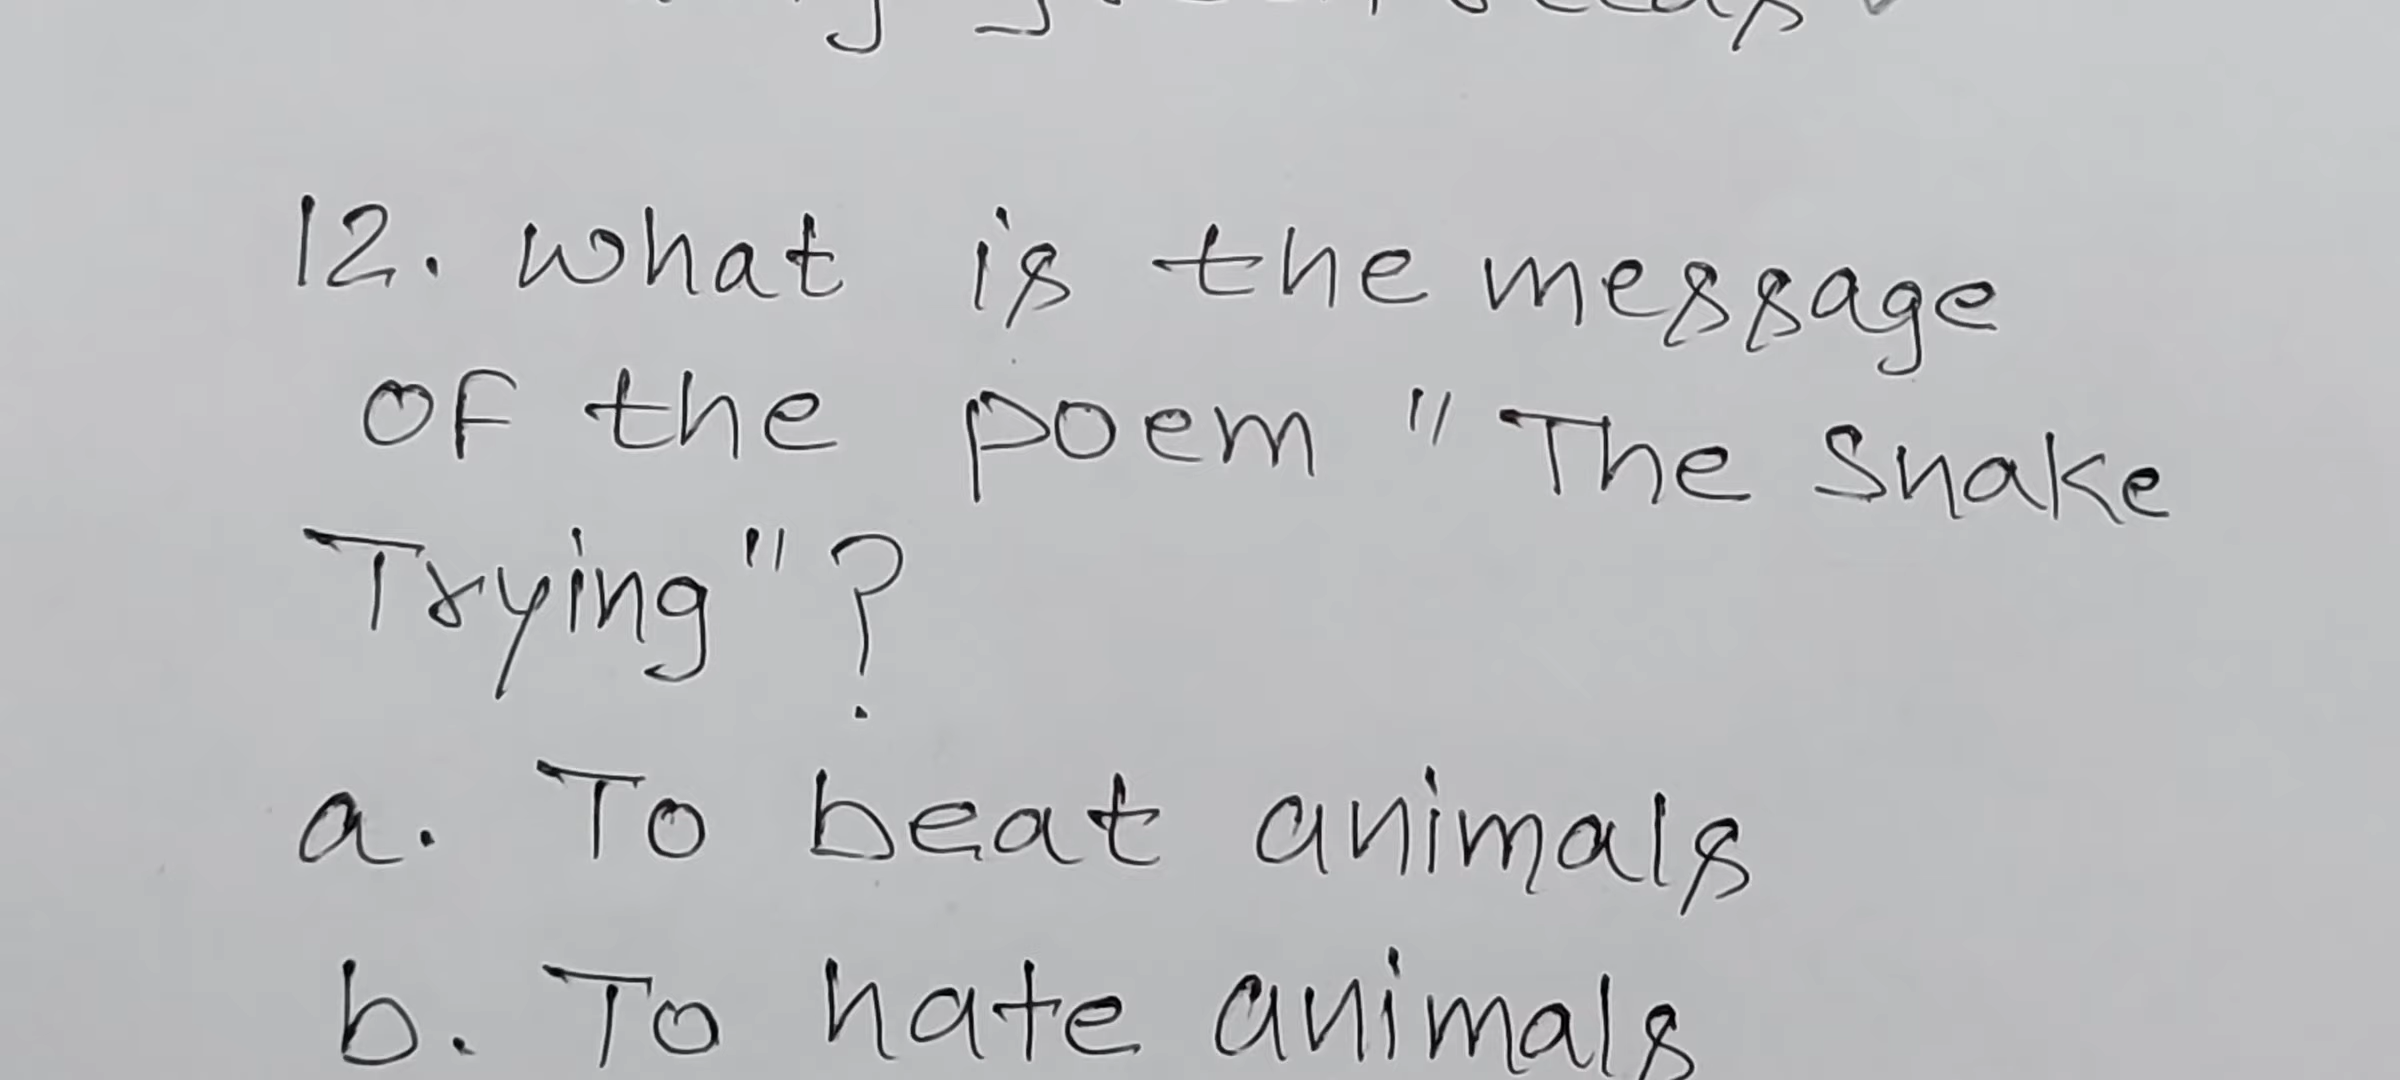 12. What is the message
of the poem "The Snake
Trying"?
a. To beat animals
b. To hate animals